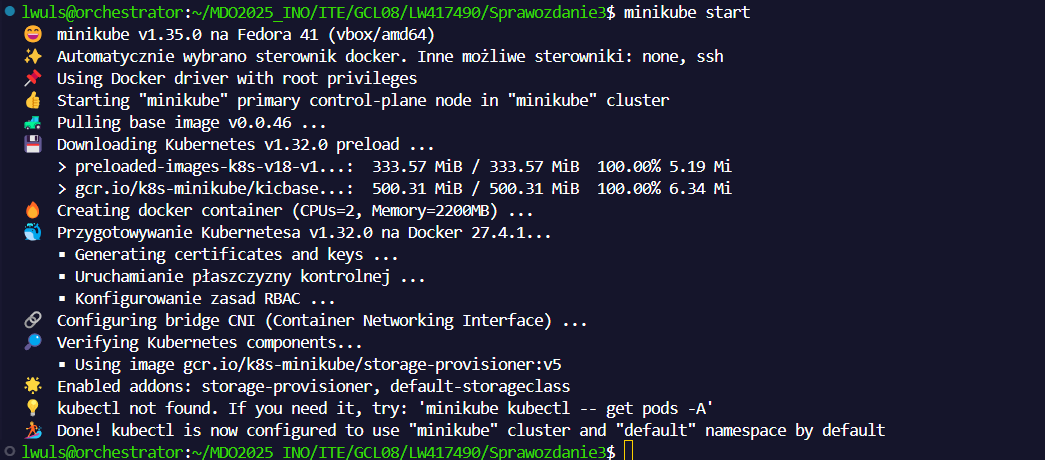 lwuls@orchestrator:~/MDO2025_INO/ITE/GCL08/LW417490/Sprawozdanie3$ minikube start
😄 minikube v1.35.0 na Fedora 41 (vbox/amd64)
✨ Automatycznie wybrano sterownik docker. Inne możliwe sterowniki: none, ssh
📌 Using Docker driver with root privileges
👍 Starting "minikube" primary control-plane node in "minikube" cluster
🚜 Pulling base image v0.0.46 ...
💾 Downloading Kubernetes v1.32.0 preload ...
> preloaded-images-k8s-v18-v1...: 333.57 MiB / 333.57 MiB 100.00% 5.19 Mi
> gcr.io/k8s-minikube/kicbase...: 500.31 MiB / 500.31 MiB 100.00% 6.34 Mi
🔥 Creating docker container (CPUs=2, Memory=2200MB) ...
🐳 Przygotowywanie Kubernetesa v1.32.0 na Docker 27.4.1...
▪ Generating certificates and keys ...
▪ Uruchamianie płaszczyzny kontrolnej ...
▪ Konfigurowanie zasad RBAC ...
🔗 Configuring bridge CNI (Container Networking Interface) ...
🔎 Verifying Kubernetes components...
▪ Using image gcr.io/k8s-minikube/storage-provisioner:v5
🌟 Enabled addons: storage-provisioner, default-storageclass
💡 kubectl not found. If you need it, try: 'minikube kubectl -- get pods -A'
🏄 Done! kubectl is now configured to use "minikube" cluster and "default" namespace by default
lwuls@orchestrator:~/MDO2025_INO/ITE/GCL08/LW417490/Sprawozdanie3$